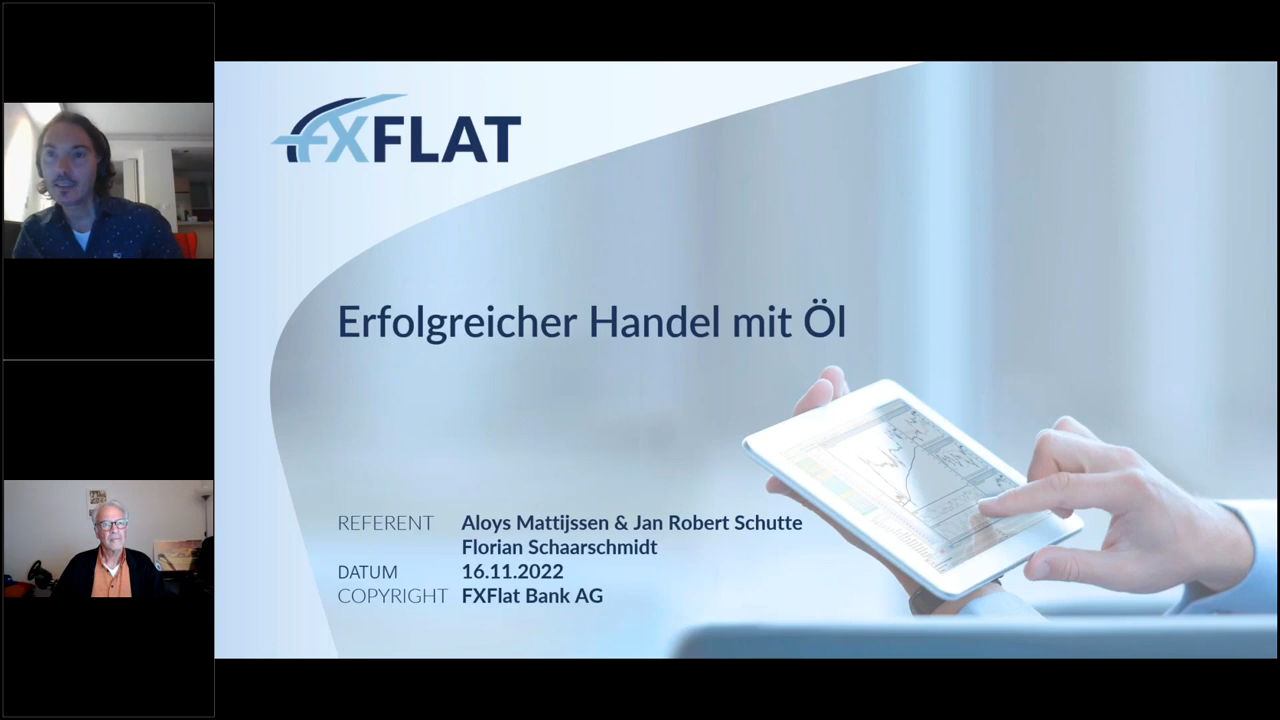 fXFLAT
Erfolgreicher Handel mit Öl
REFERENT Aloys Mattijssen & Jan Robert Schutte
Florian Schaarschmidt
DATUM 16.11.2022
COPYRIGHT FXFlat Bank AG